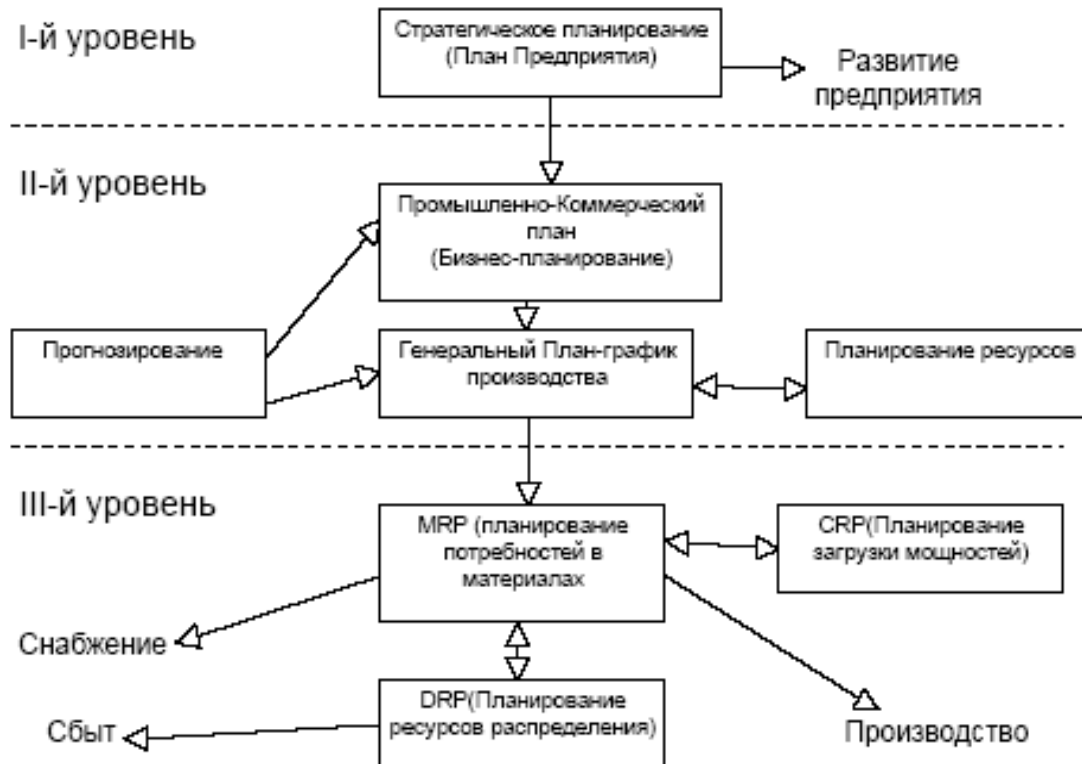 I-й уровень
Стратегическое планирование
(План Предприятия)
Развитие
предприятия
II-й уровень
Промышленно-Коммерческий
план
(Бизнес-планирование)
Прогнозирование
Генеральный План-график
производства
Планирование ресурсов
III-й уровень
MRP (планирование
потребностей в
материалах
CRP(Планирование
загрузки мощностей)
Снабжение
DRP(Планирование
ресурсов распределения)
Сбыт
Производство